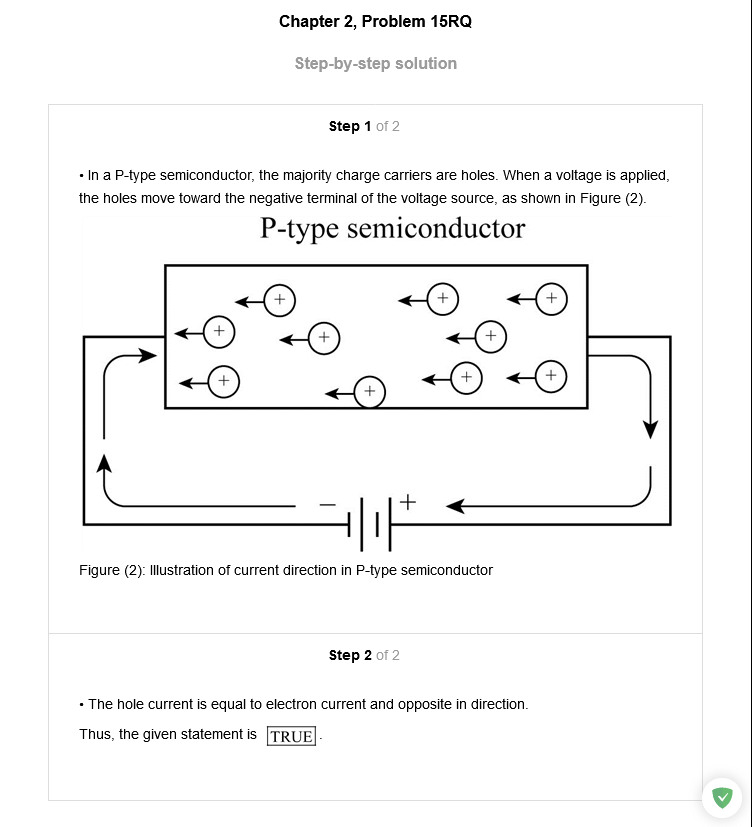 Chapter 2, Problem 15RQ
Step-by-step solution
Step 1 of 2
• In a P-type semiconductor, the majority charge carriers are holes. When a voltage is applied,
the holes move toward the negative terminal of the voltage source, as shown in Figure (2).
P-type semiconductor
+ + +
+ + +
+ + + +
− +
Figure (2): Illustration of current direction in P-type semiconductor
Step 2 of 2
• The hole current is equal to electron current and opposite in direction.
Thus, the given statement is TRUE.